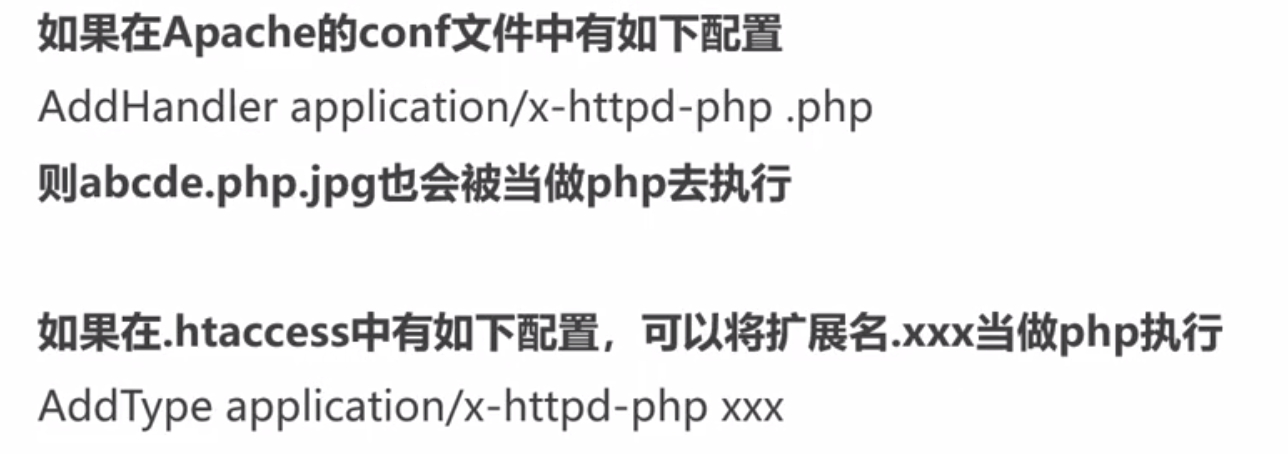 如果在Apache的conf文件中有如下配置
AddHandler application/x-httpd-php .php
则abcde.php.jpg也会被当做php去执行
如果在.htaccess中有如下配置，可以将扩展名.xxx当做php执行
AddType application/x-httpd-php xxx